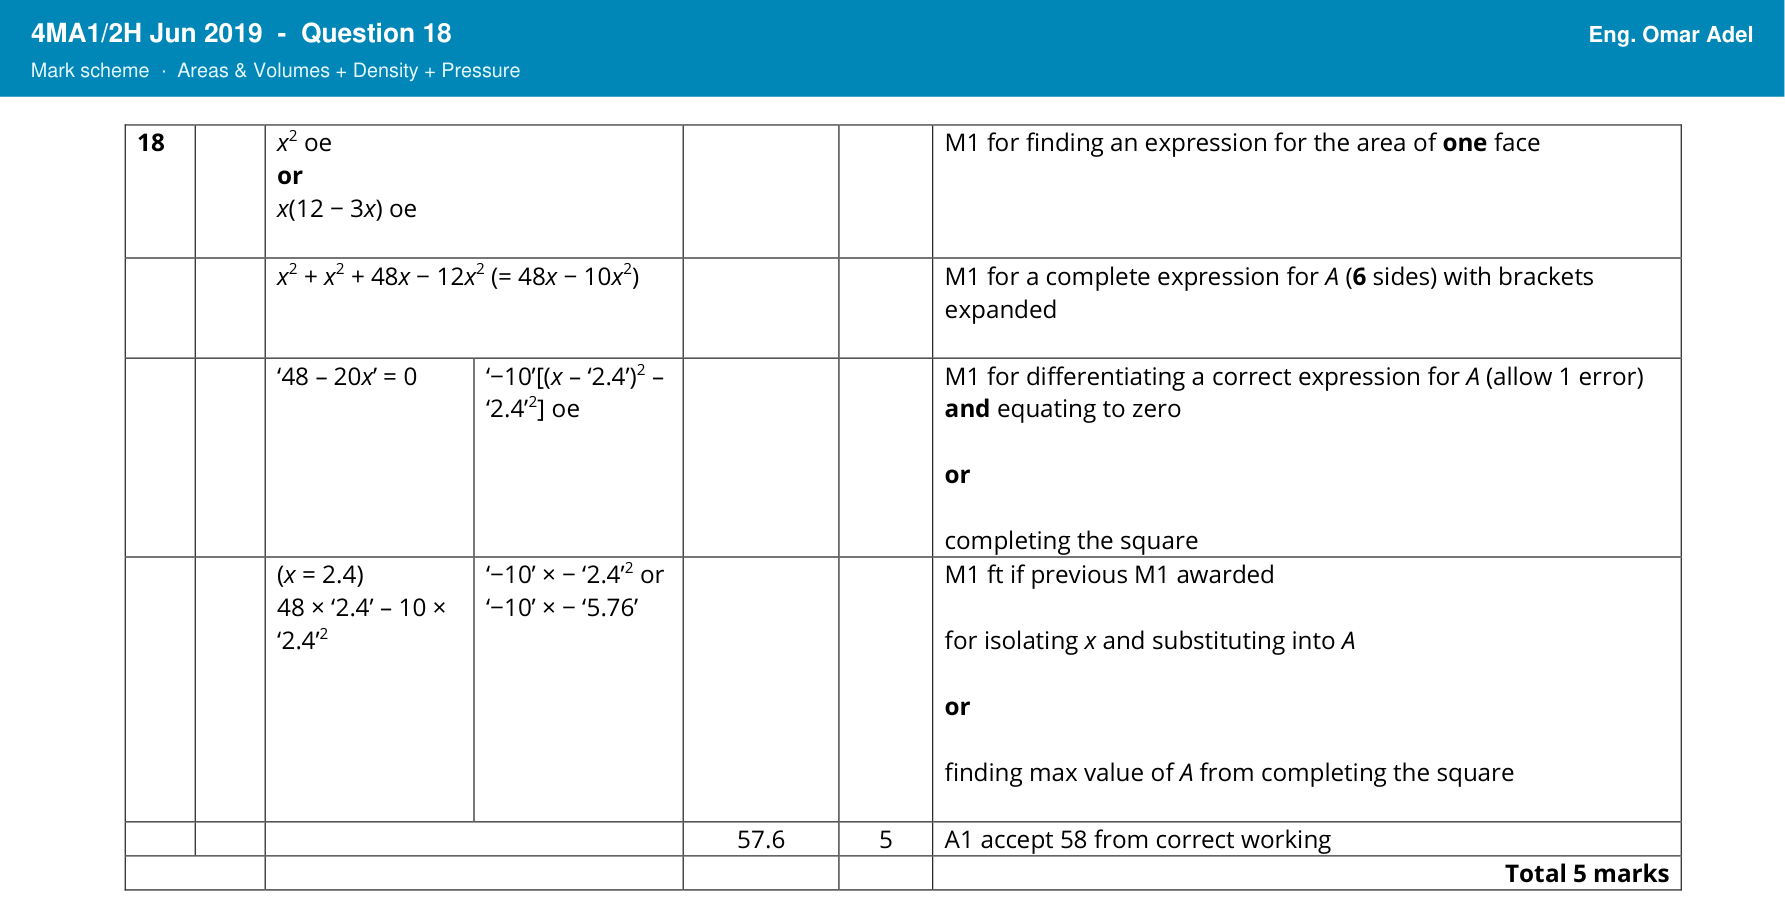 4MA1/2H Jun 2019 - Question 18
Eng. Omar Adel
Mark scheme · Areas & Volumes + Density + Pressure
18
x² oe
or
x(12 − 3x) oe
M1 for finding an expression for the area of one face
x² + x² + 48x − 12x² (= 48x − 10x²)
M1 for a complete expression for A (6 sides) with brackets
expanded
‘48 – 20x’ = 0
‘−10’[(x – ‘2.4’)² –
‘2.4’²] oe
M1 for differentiating a correct expression for A (allow 1 error)
and equating to zero
or
completing the square
(x = 2.4)
48 × ‘2.4’ – 10 ×
‘2.4’²
‘−10’ × − ‘2.4’² or
‘−10’ × − ‘5.76’
M1 ft if previous M1 awarded
for isolating x and substituting into A
or
finding max value of A from completing the square
57.6
5
A1 accept 58 from correct working
Total 5 marks